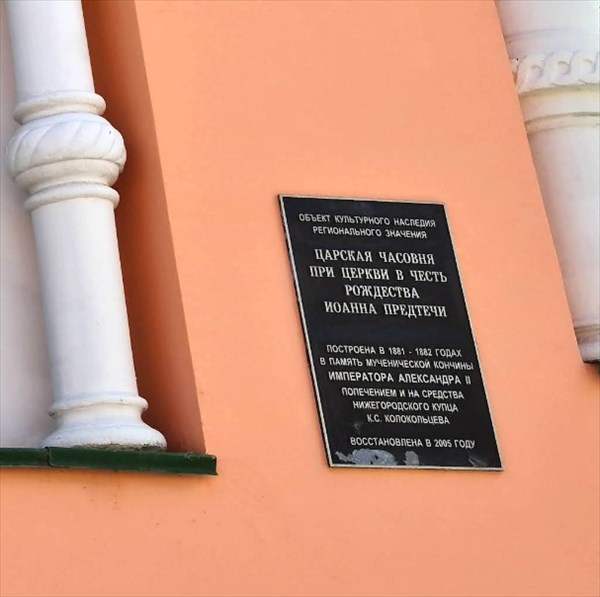 ОБЪЕКТ КУЛЬТУРНОГО НАСЛЕДИЯ
РЕГИОНАЛЬНОГО ЗНАЧЕНИЯ
ЦАРСКАЯ ЧАСОВНЯ
ПРИ ЦЕРКВИ В ЧЕСТЬ
РОЖДЕСТВА
ИОАННА ПРЕДТЕЧИ
ПОСТРОЕНА В 1881 - 1882 ГОДАХ
В ПАМЯТЬ МУЧЕНИЧЕСКОЙ КОНЧИНЫ
ИМПЕРАТОРА АЛЕКСАНДРА II
ПОПЕЧЕНИЕМ И НА СРЕДСТВА
НИЖЕГОРОДСКОГО КУПЦА
К.С. КОЛОКОЛЬЦЕВА
ВОССТАНОВЛЕНА В 2005 ГОДУ